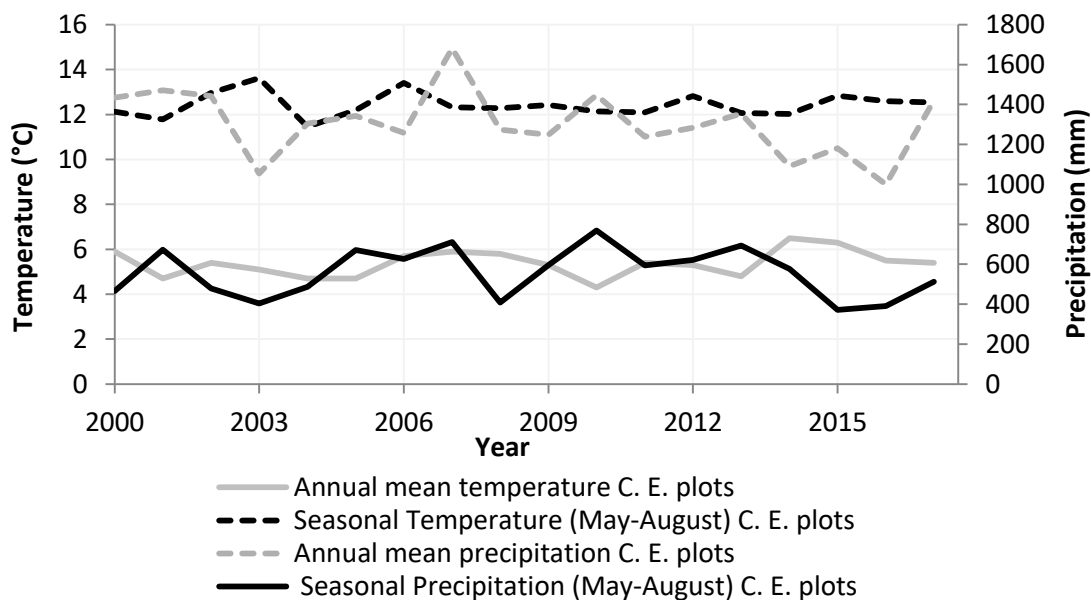 16
14
12
10
8
6
4
2
0
Temperature (°C)
1800
1600
1400
1200
1000
800
600
400
200
0
Precipitation (mm)
2000 2003 2006 2009 2012 2015
Year
Annual mean temperature C. E. plots
Seasonal Temperature (May-August) C. E. plots
Annual mean precipitation C. E. plots
Seasonal Precipitation (May-August) C. E. plots